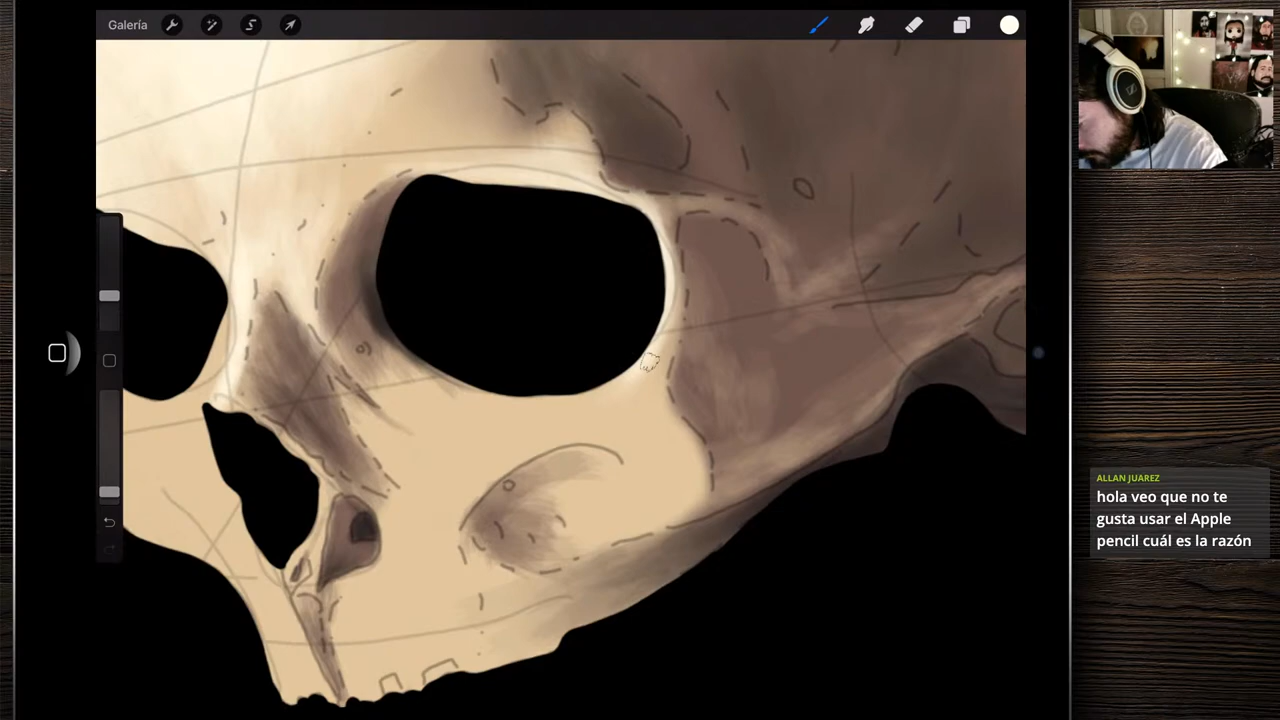 Galería
ALLAN JUAREZ
hola veo que no te
gusta usar el Apple
pencil cuál es la razón